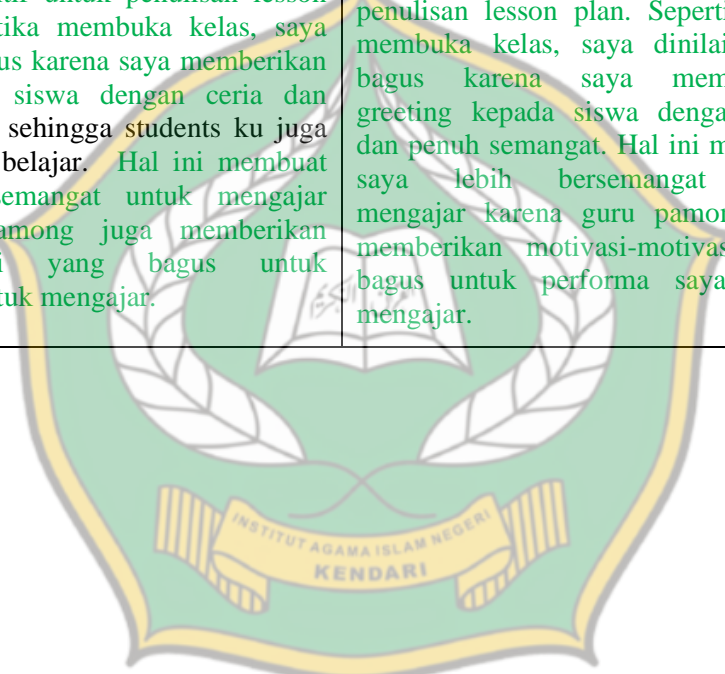 tika membuka kelas, saya
us karena saya memberikan
siswa dengan ceria dan
sehingga students ku juga
belajar. Hal ini membuat
semangat untuk mengajar
among juga memberikan
i yang bagus untuk
tuk mengajar.
penulisan lesson plan. Seperti
membuka kelas, saya dinilai
bagus karena saya mem
greeting kepada siswa denga
dan penuh semangat. Hal ini m
saya lebih bersemangat
mengajar karena guru pamon
memberikan motivasi-motivas
bagus untuk performa saya
mengajar.
INSTITUT AGAMA ISLAM NEGERI
KENDARI